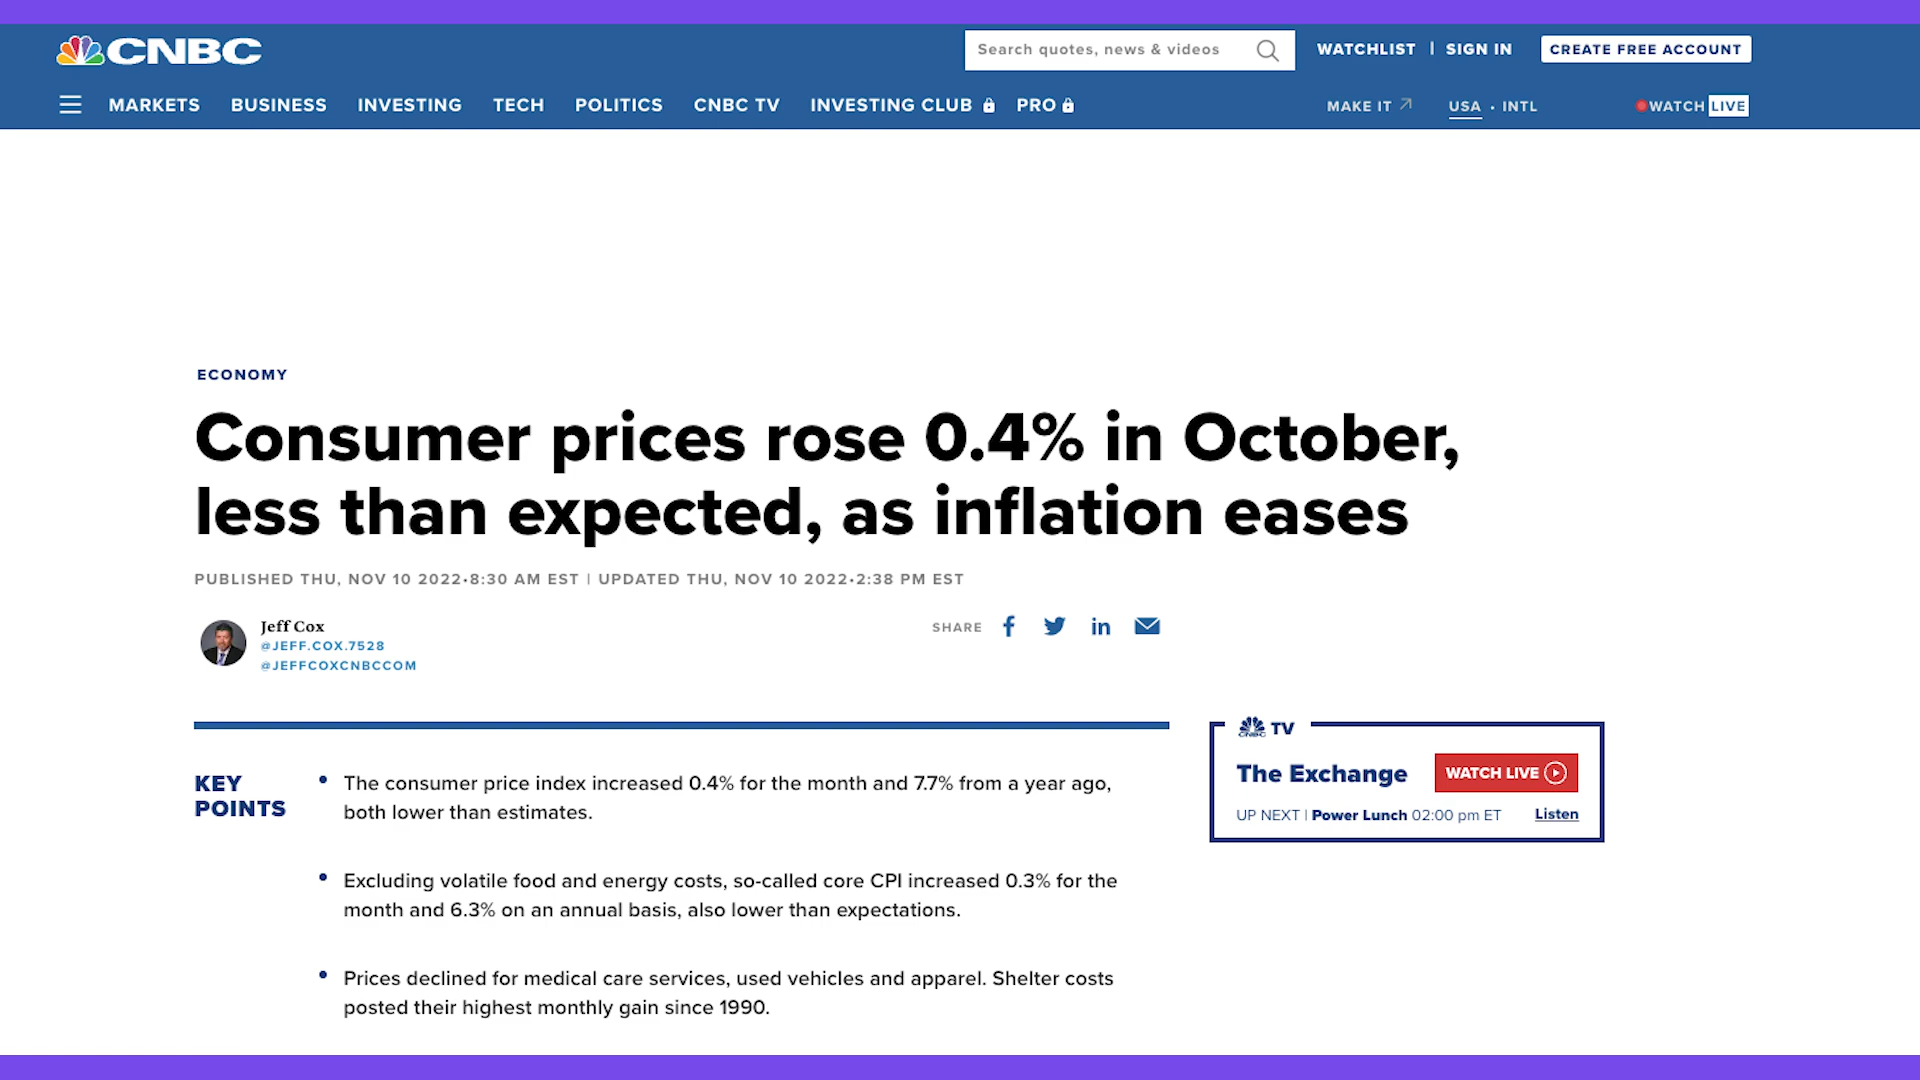 CNBC
Search quotes, news & videos
WATCHLIST | SIGN IN
CREATE FREE ACCOUNT
MARKETS BUSINESS INVESTING TECH POLITICS CNBC TV INVESTING CLUB PRO
MAKE IT
USA • INTL
WATCH LIVE
ECONOMY
Consumer prices rose 0.4% in October,
less than expected, as inflation eases
PUBLISHED THU, NOV 10 2022•8:30 AM EST | UPDATED THU, NOV 10 2022•2:38 PM EST
Jeff Cox
@JEFF.COX.7528
@JEFFCOXCNBCCOM
SHARE
KEY
POINTS
• The consumer price index increased 0.4% for the month and 7.7% from a year ago,
both lower than estimates.
• Excluding volatile food and energy costs, so-called core CPI increased 0.3% for the
month and 6.3% on an annual basis, also lower than expectations.
• Prices declined for medical care services, used vehicles and apparel. Shelter costs
posted their highest monthly gain since 1990.
CNBC TV
The Exchange
WATCH LIVE
UP NEXT | Power Lunch 02:00 pm ET
Listen